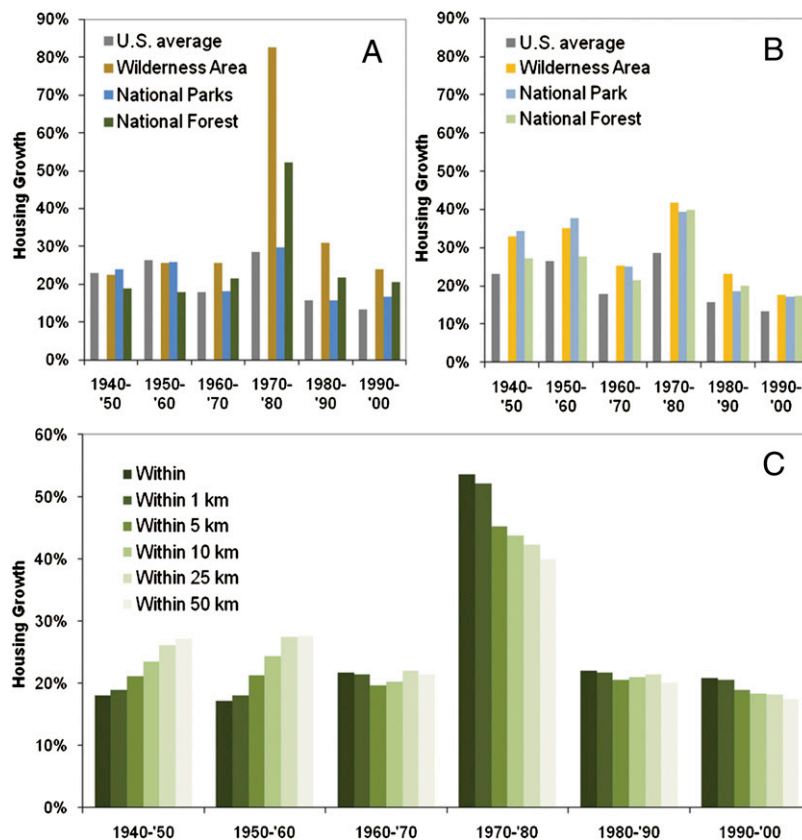 A
90%
80%
70%
60%
50%
40%
30%
20%
10%
0%
Housing Growth
U.S. average
Wilderness Area
National Parks
National Forest
1940-'50
1950-'60
1960-'70
1970-'80
1980-'90
1990-'00
B
90%
80%
70%
60%
50%
40%
30%
20%
10%
0%
Housing Growth
U.S. average
Wilderness Area
National Park
National Forest
1940-'50
1950-'60
1960-'70
1970-'80
1980-'90
1990-'00
C
60%
50%
40%
30%
20%
10%
0%
Housing Growth
Within
Within 1 km
Within 5 km
Within 10 km
Within 25 km
Within 50 km
1940-'50
1950-'60
1960-'70
1970-'80
1980-'90
1990-'00